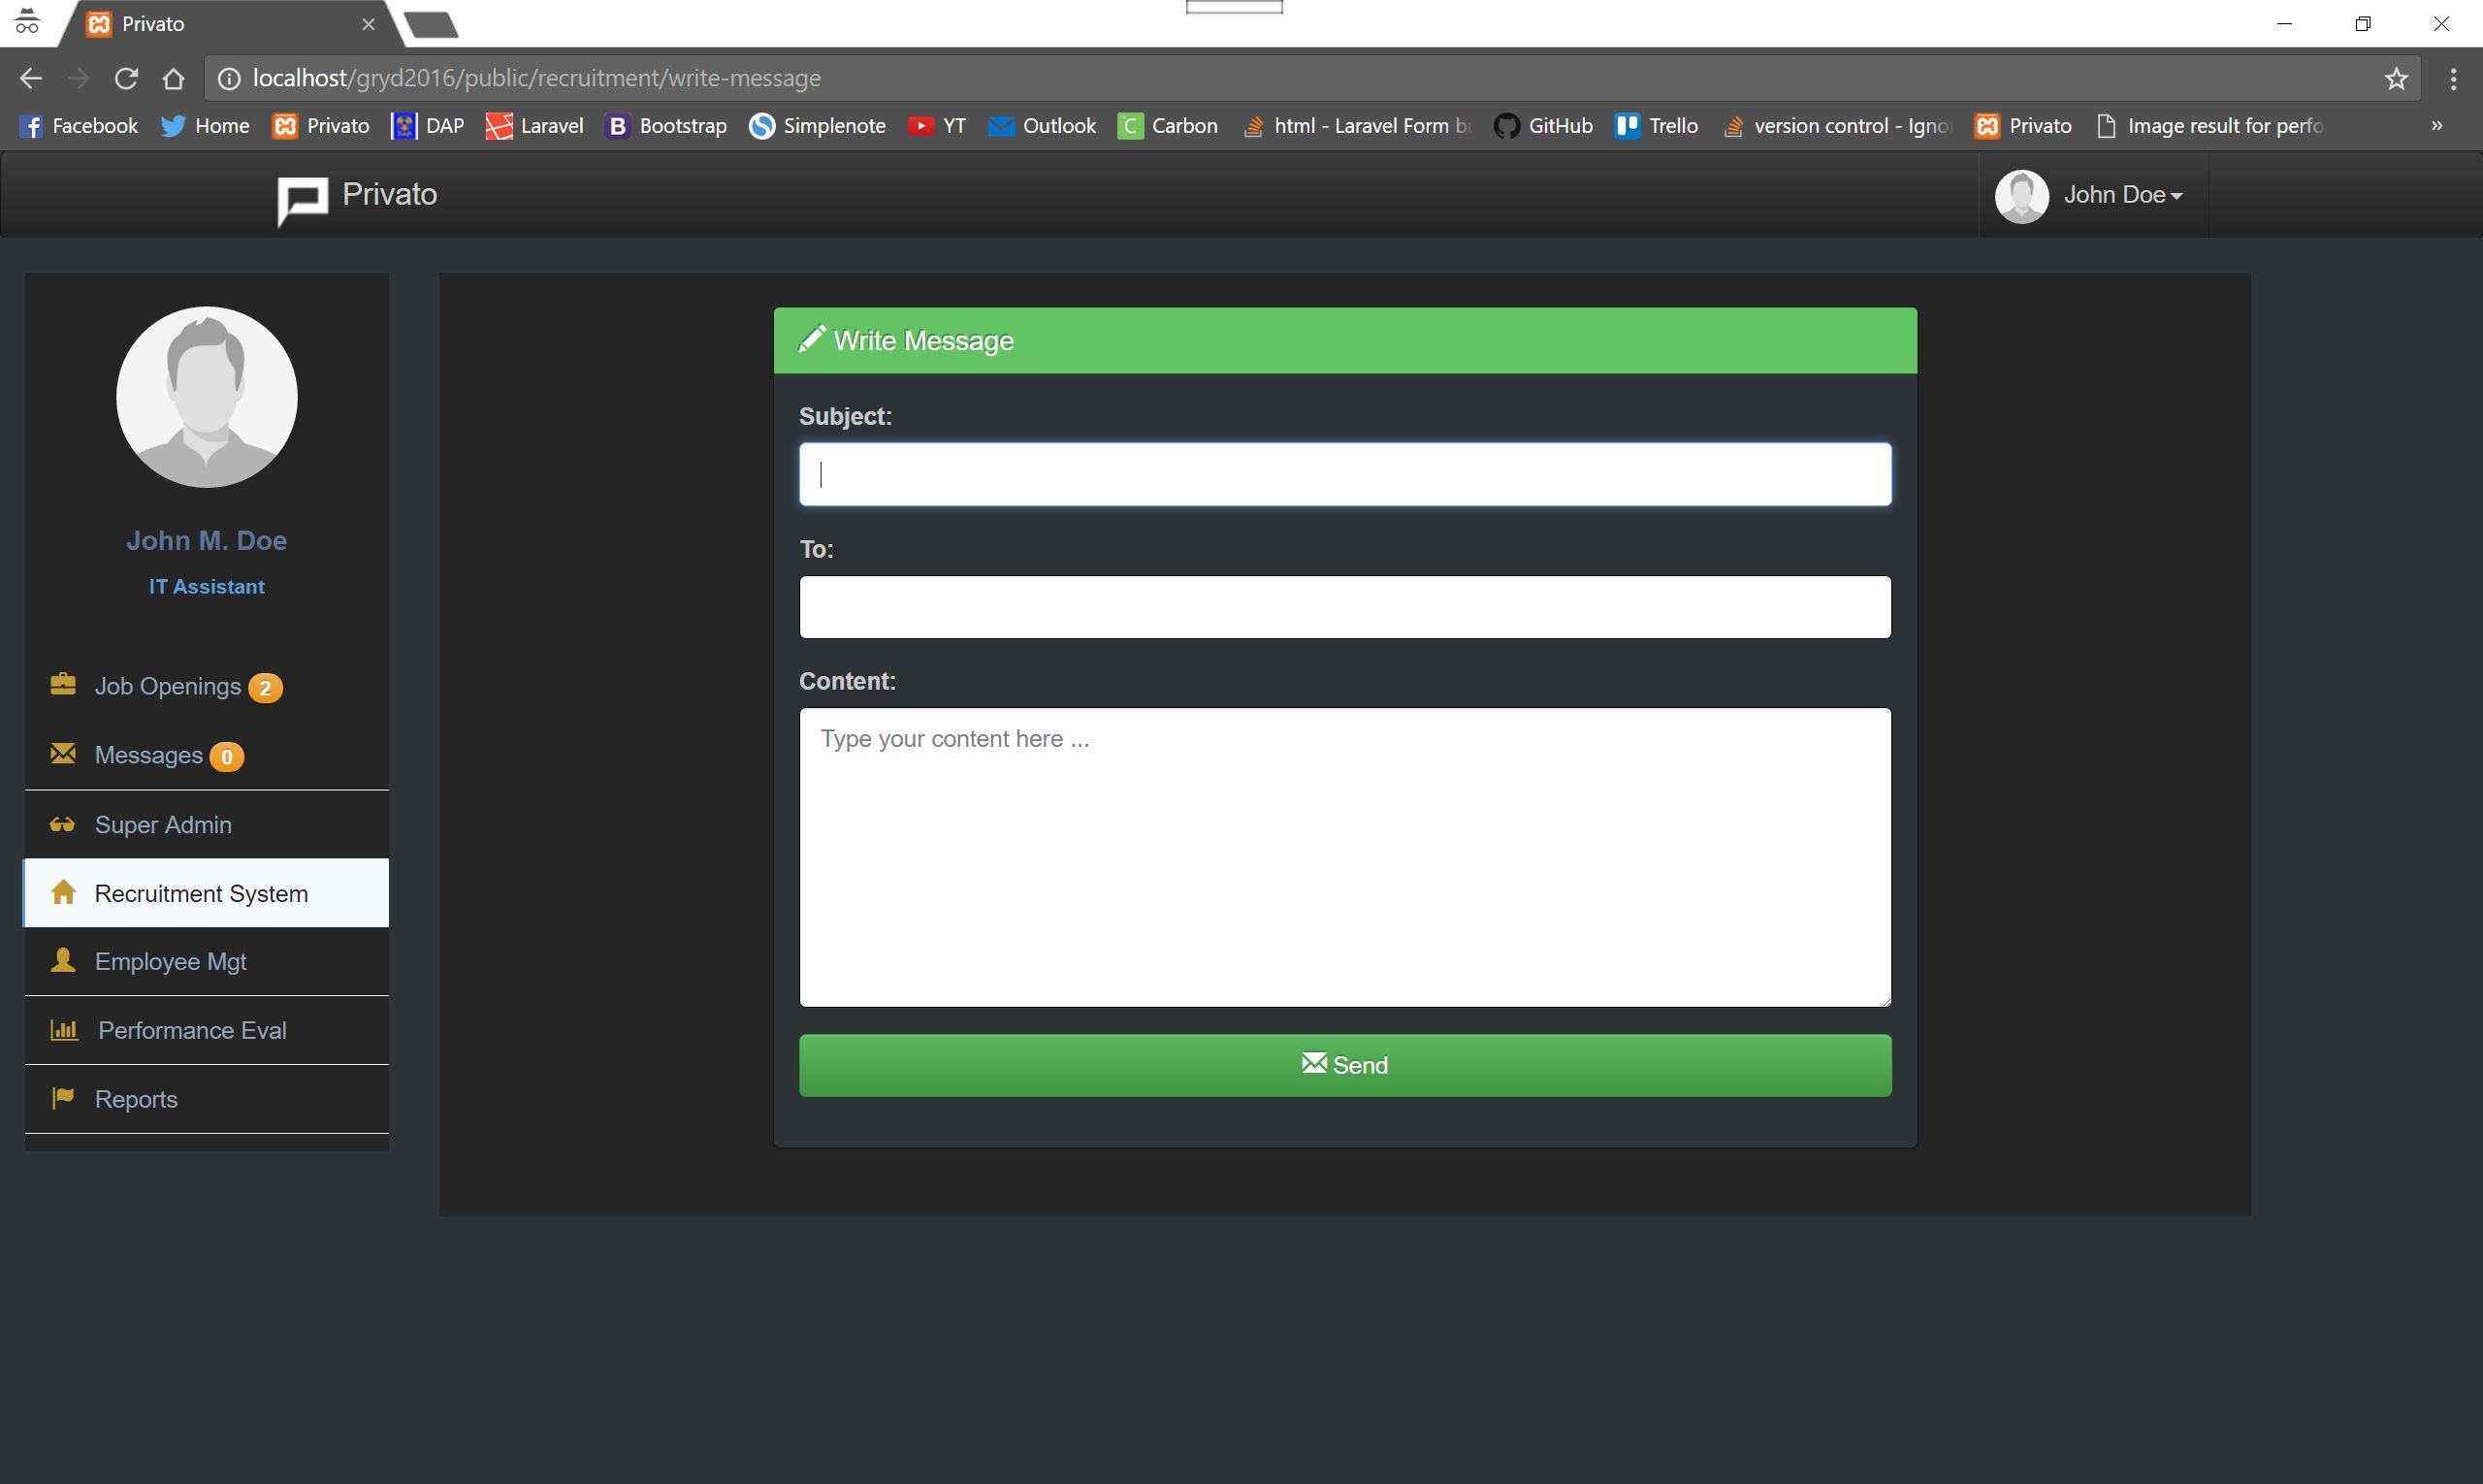 Privato
localhost/gryd2016/public/recruitment/write-message
Facebook Home Privato DAP Laravel Bootstrap Simplenote YT Outlook Carbon html - Laravel Form GitHub Trello version control - Privato Image result for
Privato
John Doe
John M. Doe
IT Assistant
Job Openings 2
Messages 0
Super Admin
Recruitment System
Employee Mgt
Performance Eval
Reports
Write Message
Subject:
To:
Content:
Type your content here ...
Send